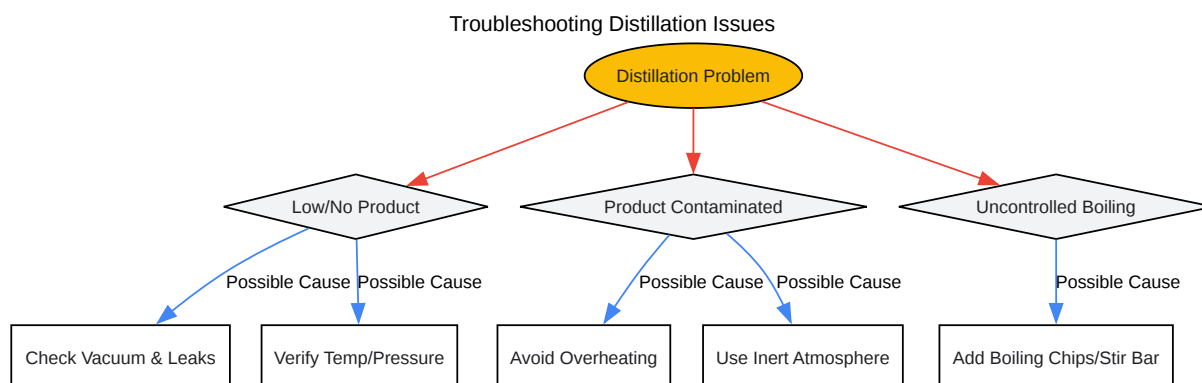 Troubleshooting Distillation Issues
Distillation Problem
Low/No Product
Product Contaminated
Uncontrolled Boiling
Possible Cause
Possible Cause
Possible Cause
Possible Cause
Possible Cause
Check Vacuum & Leaks
Verify Temp/Pressure
Avoid Overheating
Use Inert Atmosphere
Add Boiling Chips/Stir Bar